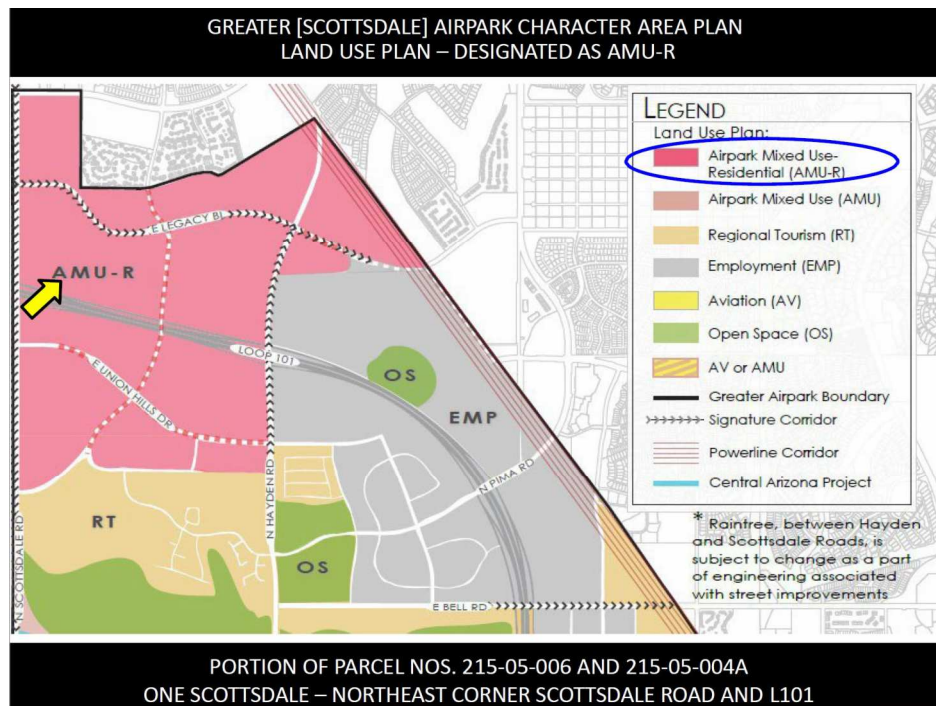 GREATER [SCOTTSDALE] AIRPARK CHARACTER AREA PLAN
LAND USE PLAN – DESIGNATED AS AMU-R
LEGEND
Land Use Plan:
Airpark Mixed Use-
Residential (AMU-R)
Airpark Mixed Use (AMU)
Regional Tourism (RT)
Employment (EMP)
Aviation (AV)
Open Space (OS)
AV or AMU
Greater Airpark Boundary
Signature Corridor
Powerline Corridor
Central Arizona Project
* Raintree, between Hayden
and Scottsdale Roads, is
subject to change as a part
of engineering associated
with street improvements
E LEGACY BL
AMU-R
LOOP 101
E UNION HILLS DR
OS
EMP
N HAYDEN RD
N PIMA RD
RT
OS
N SCOTTSDALE RD
E BELL RD
PORTION OF PARCEL NOS. 215-05-006 AND 215-05-004A
ONE SCOTTSDALE – NORTHEAST CORNER SCOTTSDALE ROAD AND L101